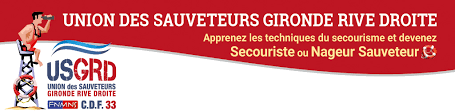 UNION DES SAUVETEURS GIRONDE RIVE DROITE
Apprenez les techniques du secourisme et devenez
Secouriste ou Nageur Sauveteur
USGRD
UNION des SAUVETEURS
GIRONDE RIVE DROITE
FNMNS C.D.F. 33